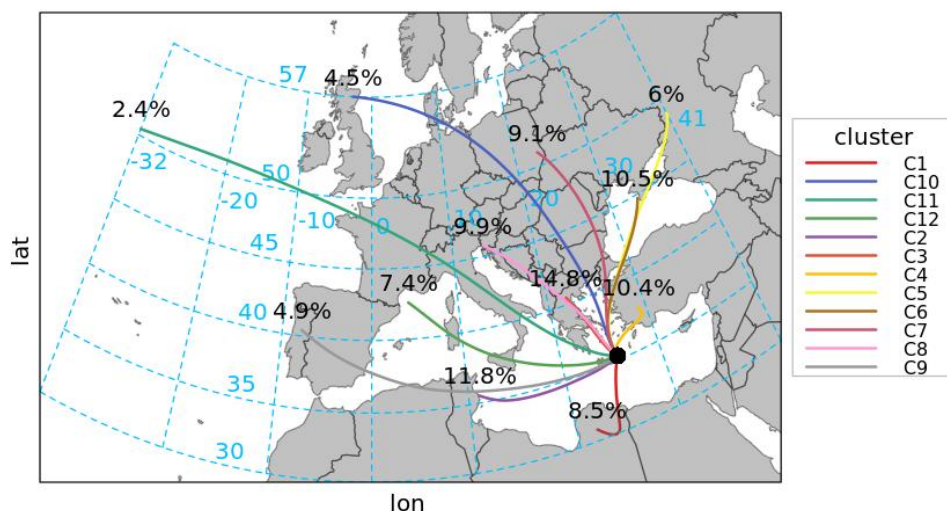 57
4.5%
6%
2.4%
41
9.1%
-32
30
50
10.5%
-20
20
-10
0
10
9.9%
45
14.8%
7.4%
10.4%
40
4.9%
35
11.8%
8.5%
30
lat
lon
cluster
C1
C10
C11
C12
C2
C3
C4
C5
C6
C7
C8
C9